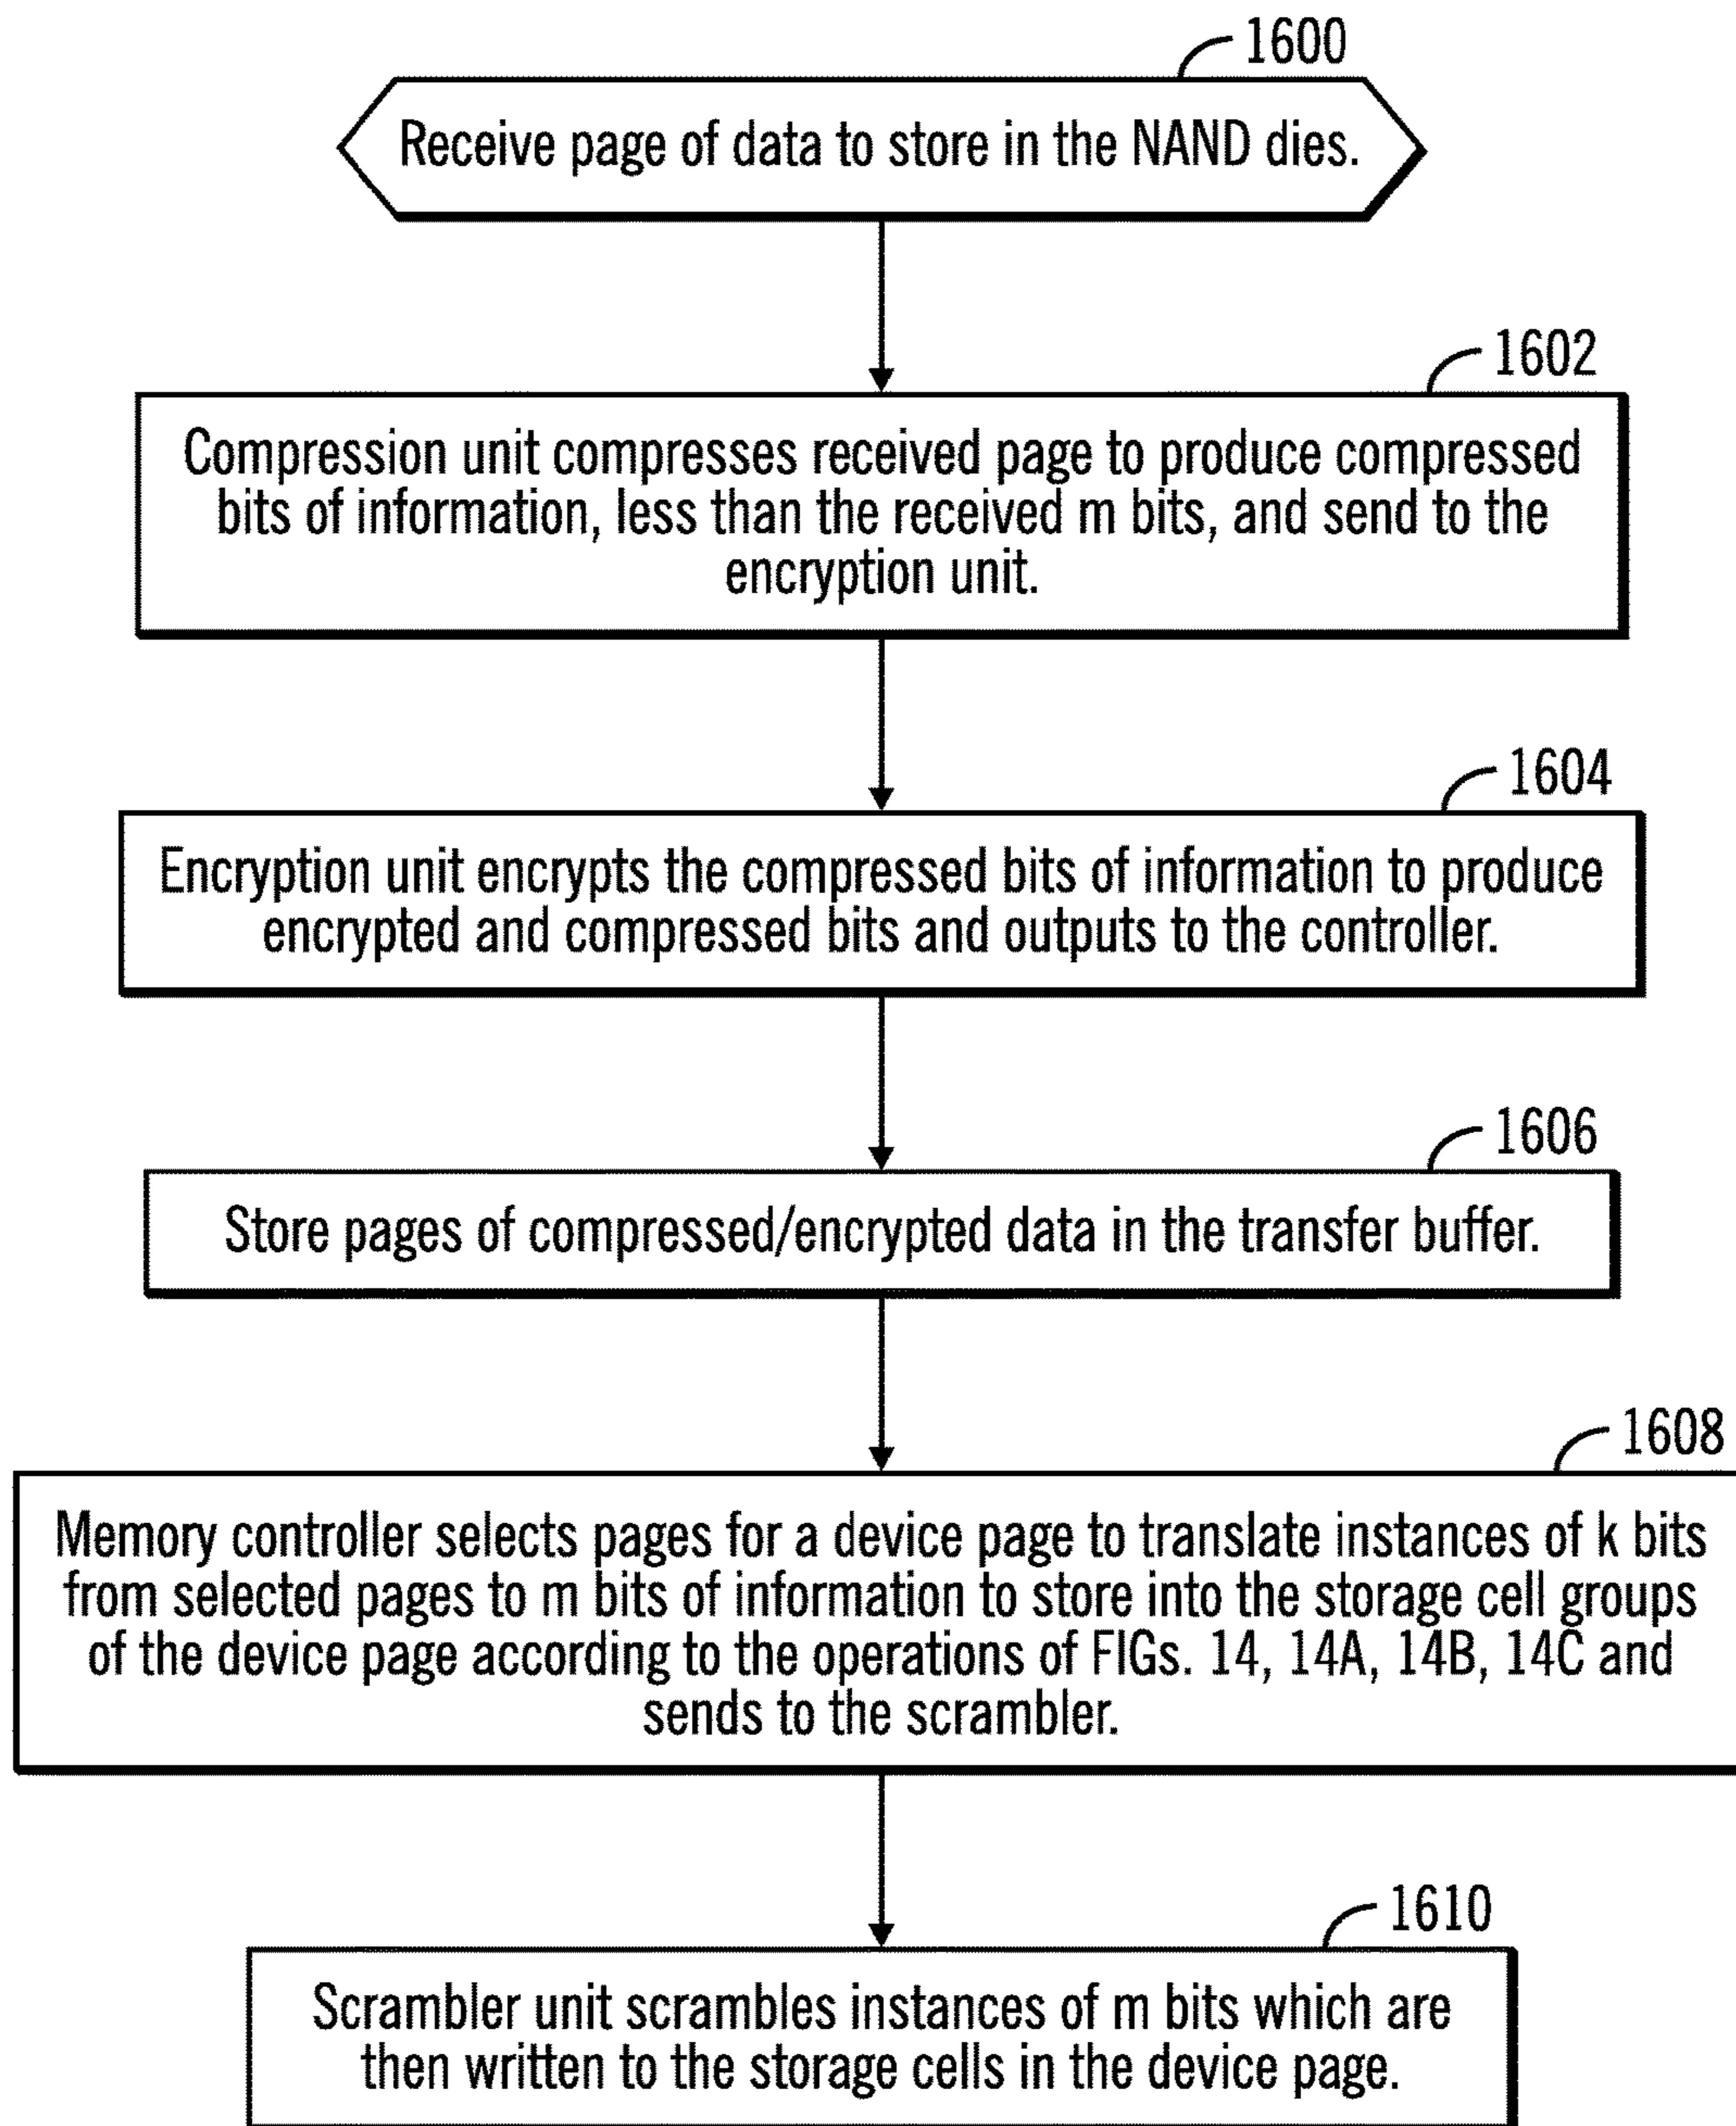 1600
Receive page of data to store in the NAND dies.
1602
Compression unit compresses received page to produce compressed
bits of information, less than the received m bits, and send to the
encryption unit.
1604
Encryption unit encrypts the compressed bits of information to produce
encrypted and compressed bits and outputs to the controller.
1606
Store pages of compressed/encrypted data in the transfer buffer.
1608
Memory controller selects pages for a device page to translate instances of k bits
from selected pages to m bits of information to store into the storage cell groups
of the device page according to the operations of FIGs. 14, 14A, 14B, 14C and
sends to the scrambler.
1610
Scrambler unit scrambles instances of m bits which are
then written to the storage cells in the device page.